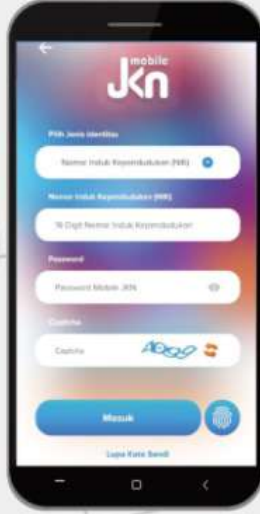 mobile
JKN
Pilih Jenis Identitas
Nomor Induk Kependudukan (NIK)
Nomor Induk Kependudukan (NIK)
16 Digit Nomor Induk Kependudukan
Password
Password Mobile JKN
Captcha
Captcha
Masuk
Lupa Kata Sandi